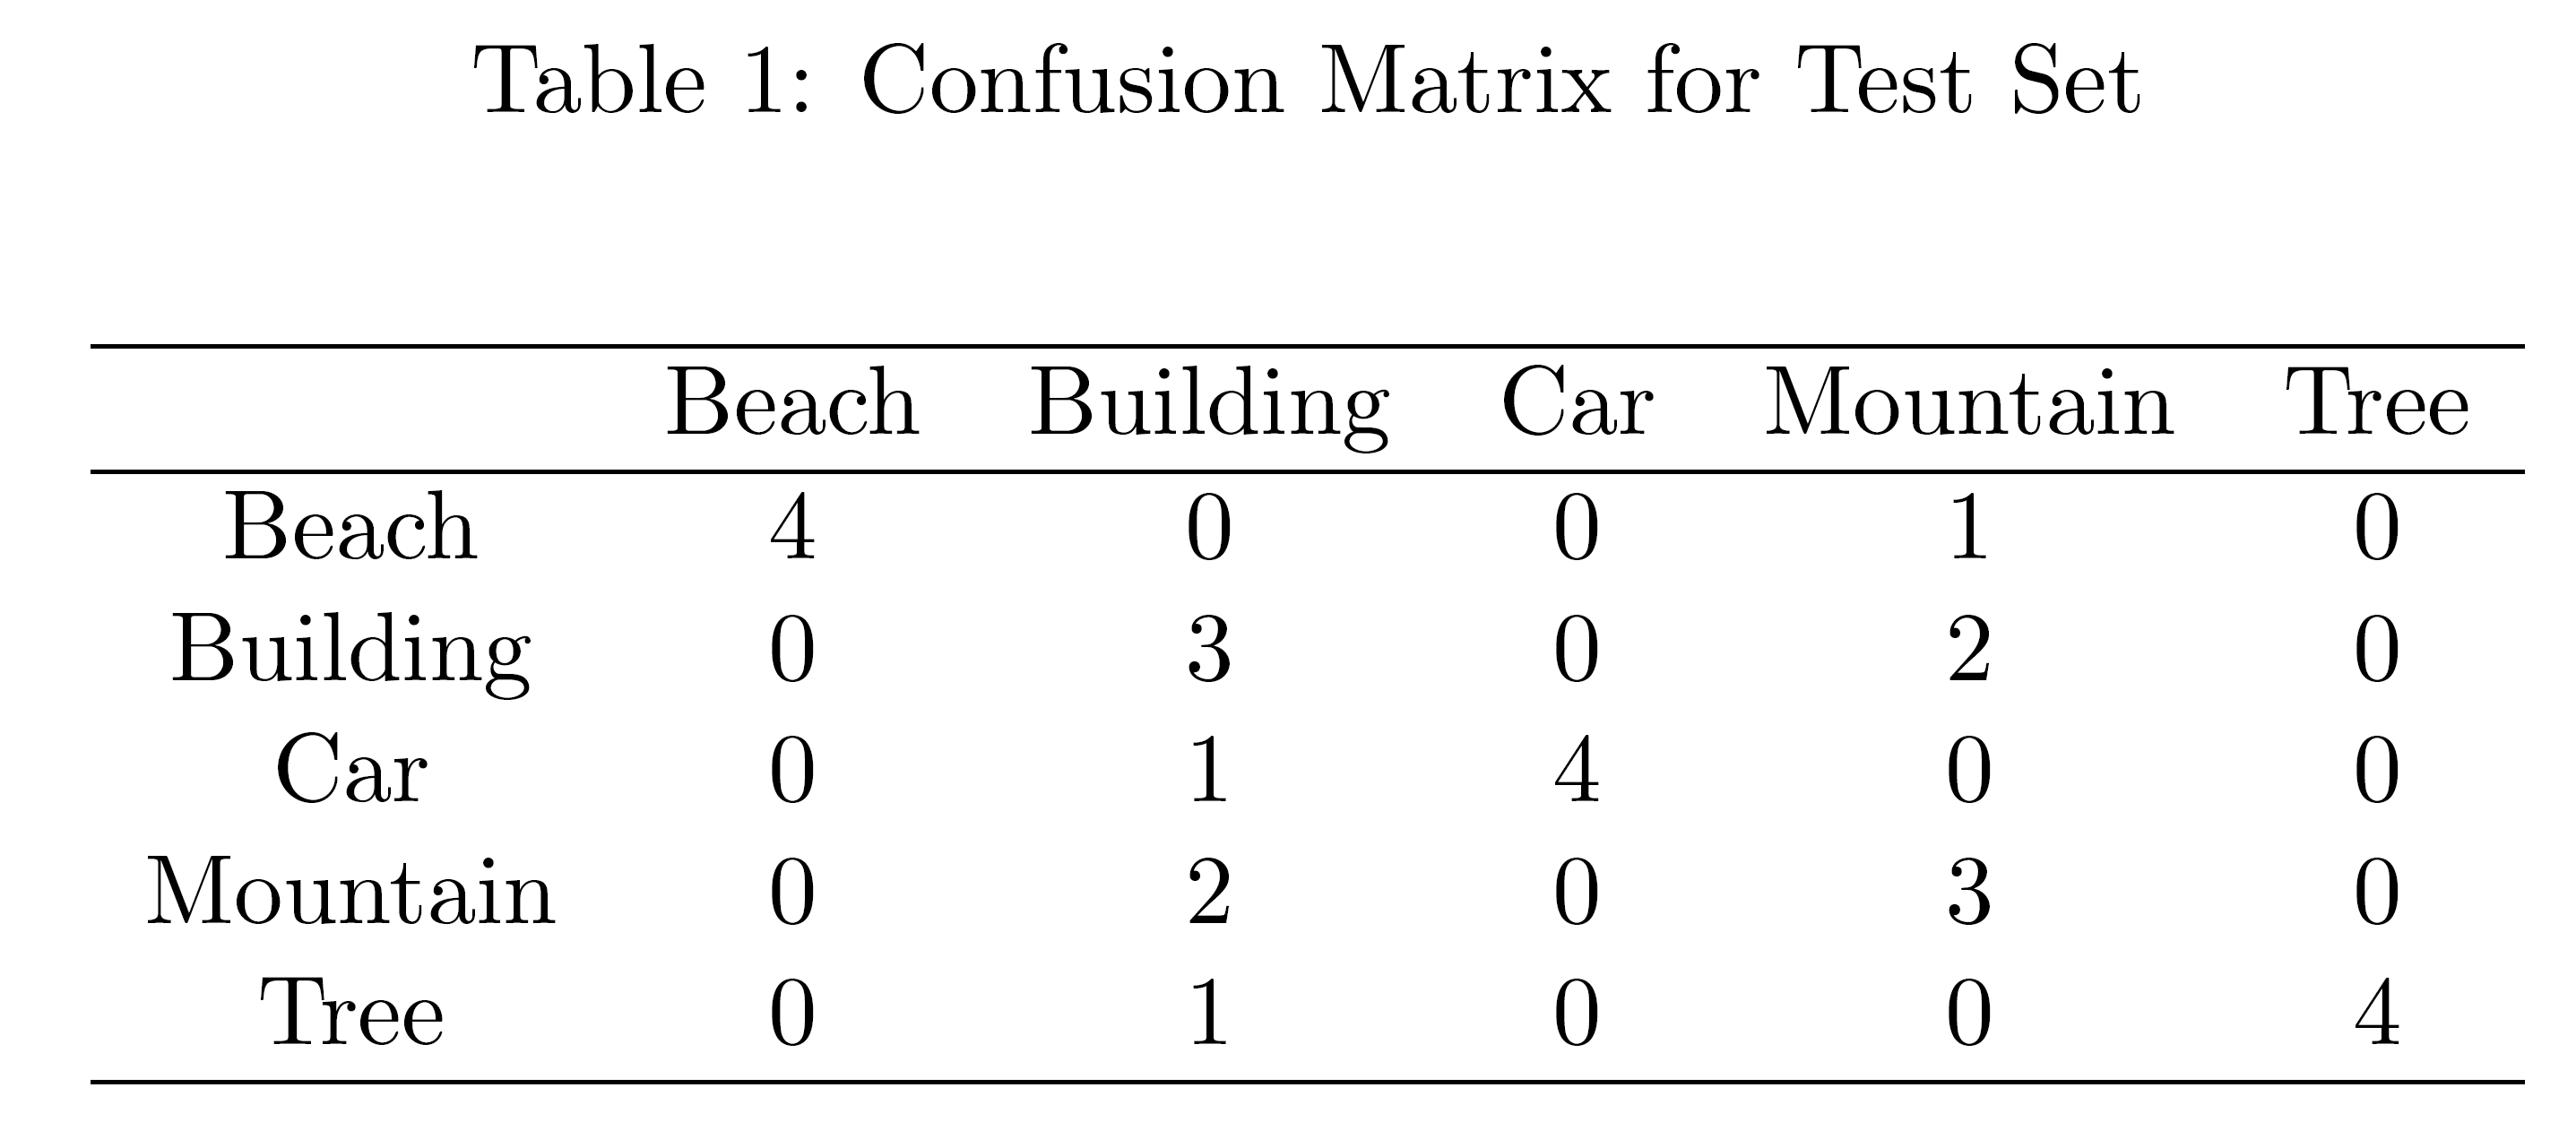 Table 1: Confusion Matrix for Test Set
Beach Building Car Mountain Tree
Beach 4 0 0 1 0
Building 0 3 0 2 0
Car 0 1 4 0 0
Mountain 0 2 0 3 0
Tree 0 1 0 0 4